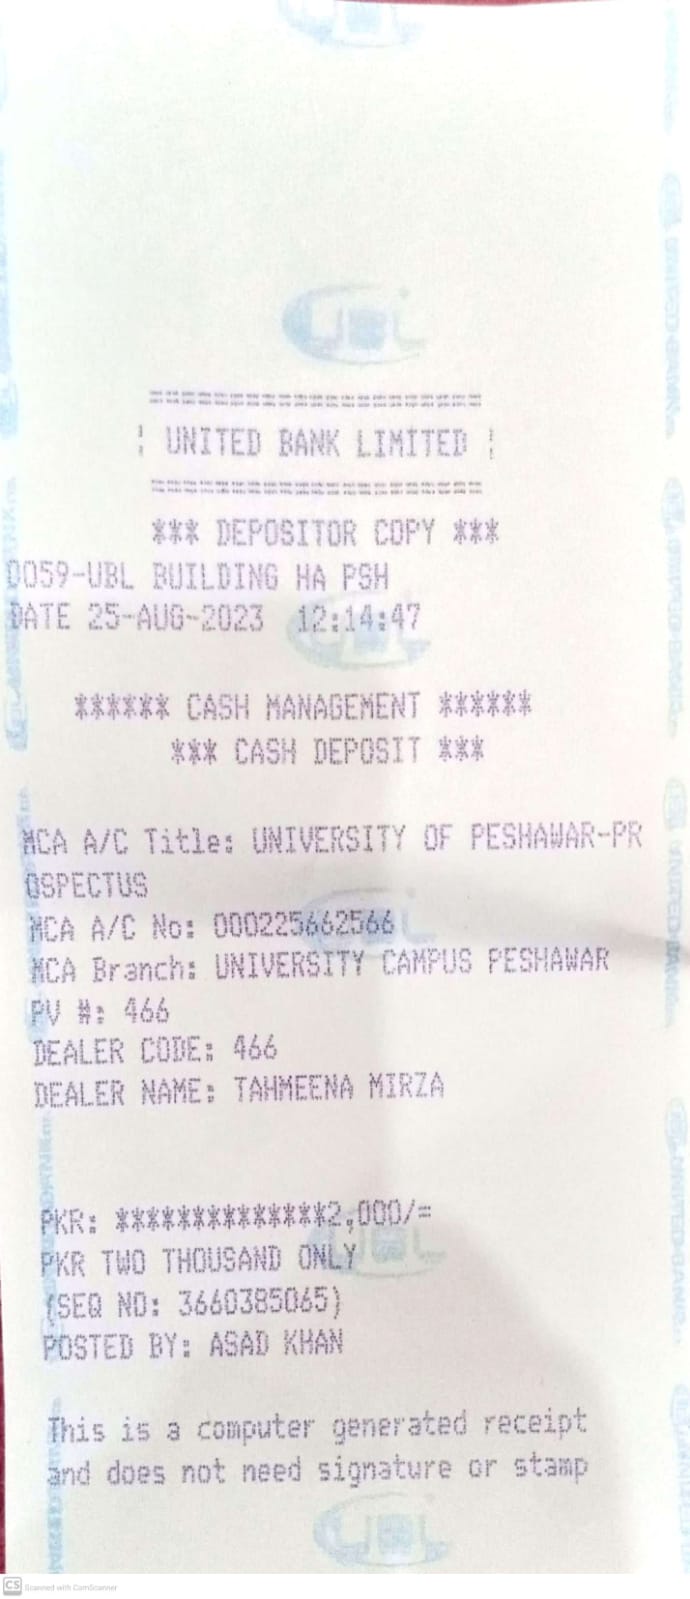 UBL
==========================
¦ UNITED BANK LIMITED ¦
==========================
*** DEPOSITOR COPY ***
0059-UBL BUILDING HA PSH
DATE 25-AUG-2023 12:14:47
****** CASH MANAGEMENT ******
*** CASH DEPOSIT ***
MCA A/C Title: UNIVERSITY OF PESHAWAR-PR
OSPECTUS
MCA A/C No: 000225662566
MCA Branch: UNIVERSITY CAMPUS PESHAWAR
PV #: 466
DEALER CODE: 466
DEALER NAME: TAHMEENA MIRZA
PKR: **************2,000/=
PKR TWO THOUSAND ONLY
(SEQ NO: 3660385065)
POSTED BY: ASAD KHAN
This is a computer generated receipt
and does not need signature or stamp
UBL
CS Scanned with CamScanner